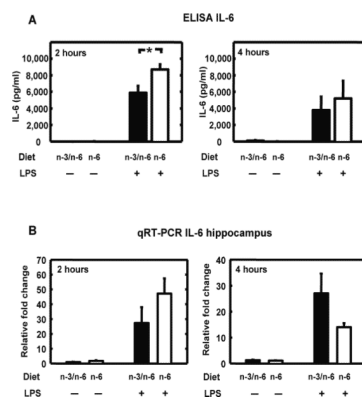 A
ELISA IL-6
2 hours
4 hours
*
IL-6 (pg/ml)
10,000
8,000
6,000
4,000
2,000
0
IL-6 (pg/ml)
10,000
8,000
6,000
4,000
2,000
0
Diet n-3/n-6 n-6 n-3/n-6 n-6 n-3/n-6 n-6 n-3/n-6 n-6
LPS — — + + — — + +
B
qRT-PCR IL-6 hippocampus
2 hours
4 hours
Relative fold change
70
60
50
40
30
20
10
0
Relative fold change
40
30
20
10
0
Diet n-3/n-6 n-6 n-3/n-6 n-6 n-3/n-6 n-6 n-3/n-6 n-6
LPS — — + + — — + +